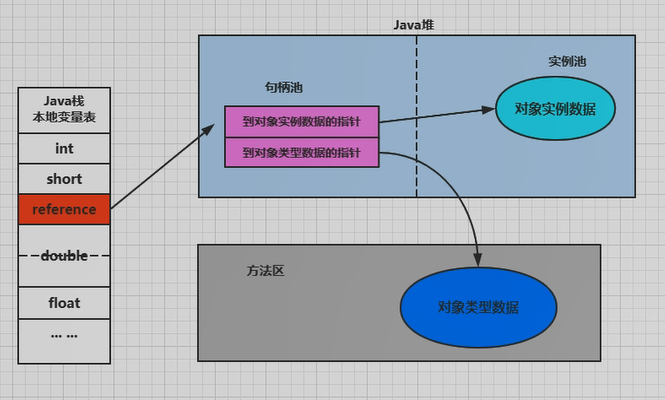 Java堆
Java栈
本地变量表
int
short
reference
double
float
... ...
句柄池
到对象实例数据的指针
到对象类型数据的指针
实例池
对象实例数据
方法区
对象类型数据